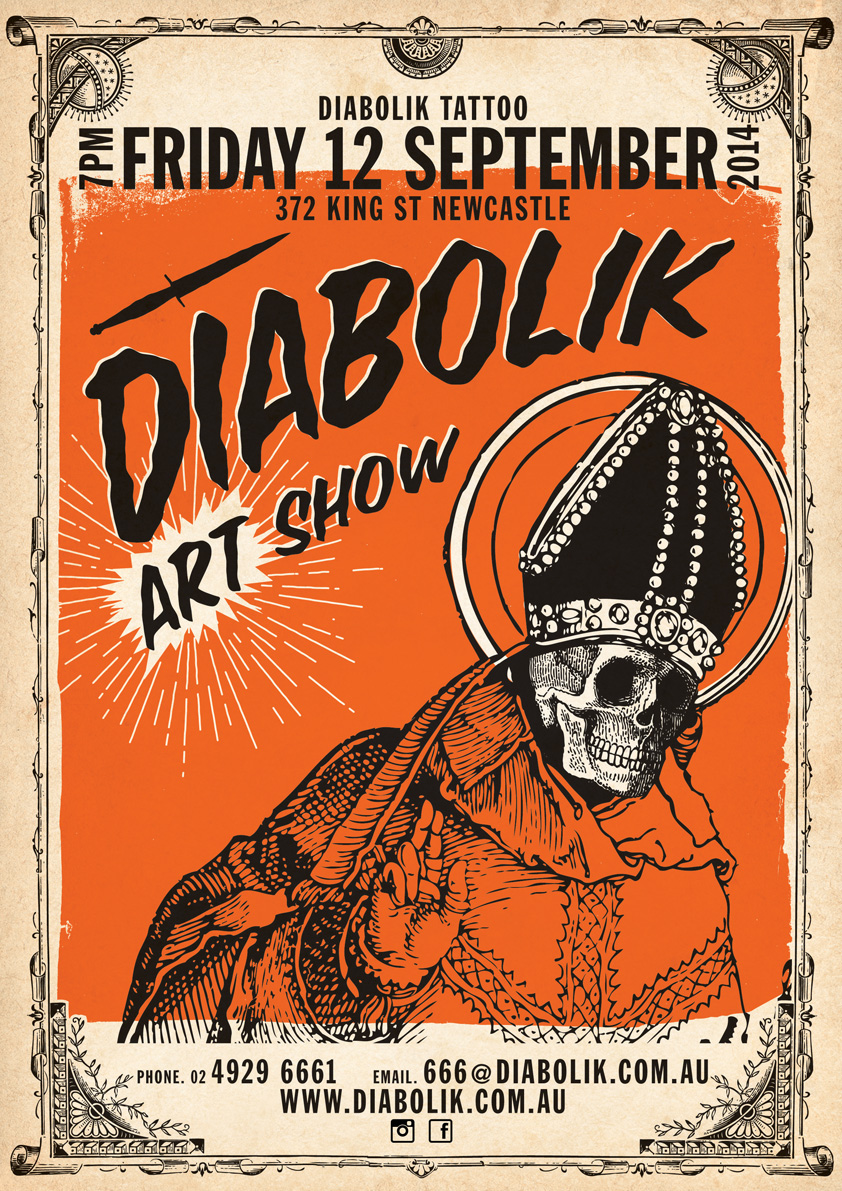 DIABOLIK TATTOO
7PM FRIDAY 12 SEPTEMBER 2014
372 KING ST NEWCASTLE
DIABOLIK
ART SHOW
PHONE. 02 4929 6661 EMAIL. 666@DIABOLIK.COM.AU
WWW.DIABOLIK.COM.AU